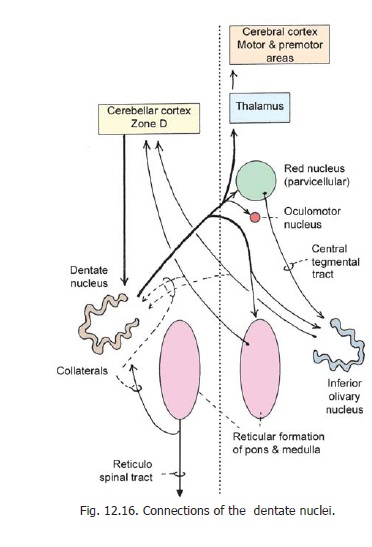 Cerebral cortex
Motor & premotor
areas
Thalamus
Cerebellar cortex
Zone D
Red nucleus
(parvicellular)
Oculomotor
nucleus
Central
tegmental
tract
Dentate
nucleus
Collaterals
Inferior
olivary
nucleus
Reticular formation
of pons & medulla
Reticulo
spinal tract
Fig. 12.16. Connections of the dentate nuclei.